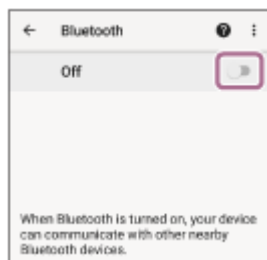 Bluetooth
Off
When Bluetooth is turned on, your device
can communicate with other nearby
Bluetooth devices.